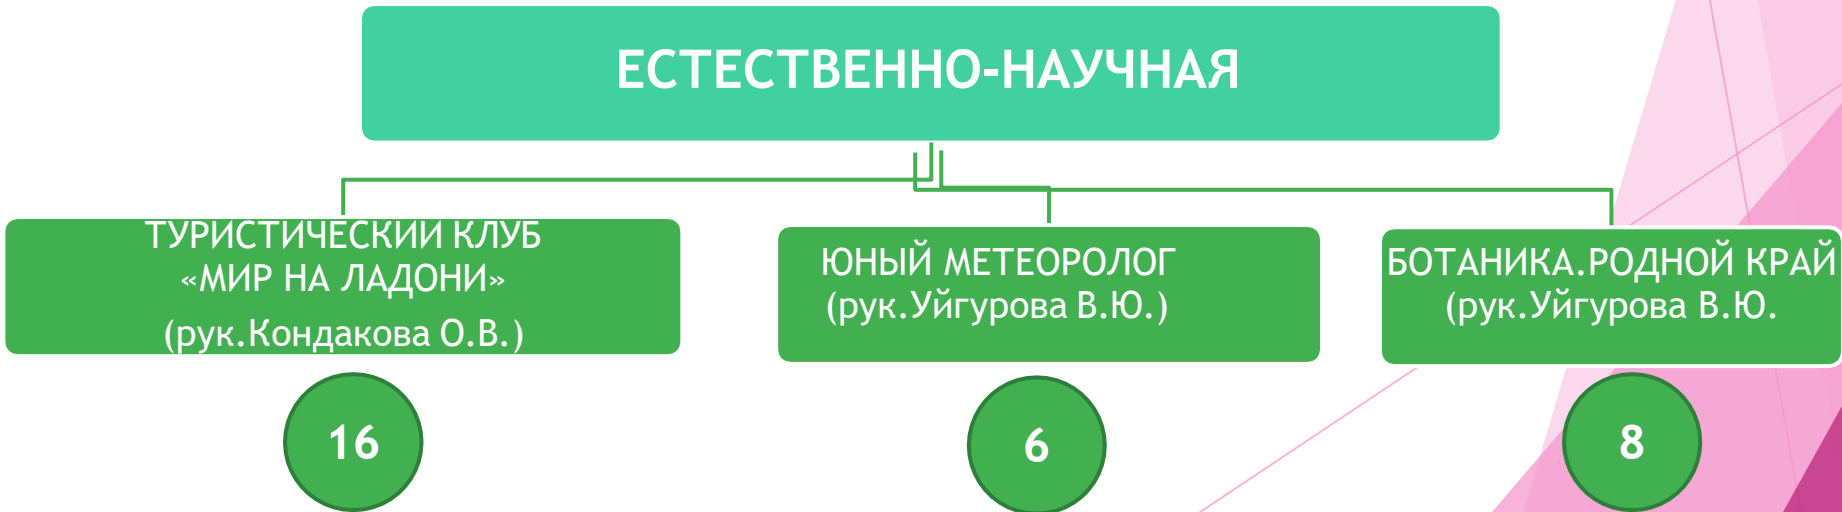 ЕСТЕСТВЕННО-НАУЧНАЯ
ТУРИСТИЧЕСКИЙ КЛУБ
«МИР НА ЛАДОНИ»
(рук.Кондакова О.В.)
ЮНЫЙ МЕТЕОРОЛОГ
(рук.Уйгурова В.Ю.)
БОТАНИКА.РОДНОЙ КРАЙ
(рук.Уйгурова В.Ю.
16
6
8